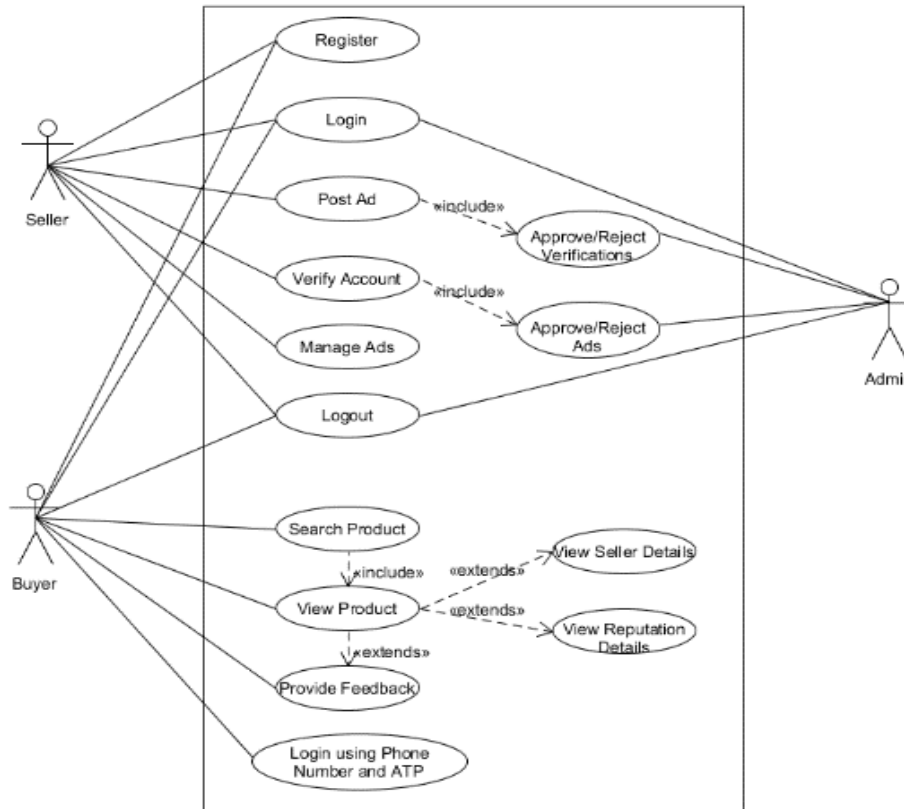 Register
Login
Seller
Post Ad
«include»
Approve/Reject
Verifications
Verify Account
«include»
Approve/Reject
Ads
Manage Ads
Admi
Logout
Search Product
«include»
«extends»
View Seller Details
Buyer
View Product
«extends»
View Reputation
Details
«extends»
Provide Feedback
Login using Phone
Number and ATP